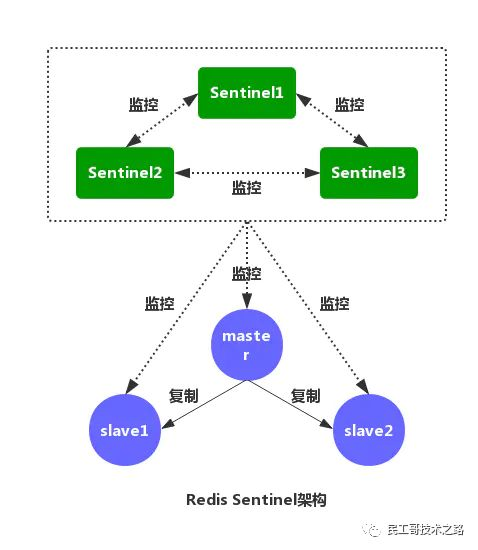 Sentinel1
监控
监控
Sentinel2
Sentinel3
监控
监控
监控
监控
maste
r
复制
复制
slave1
slave2
Redis Sentinel架构
民工哥技术之路